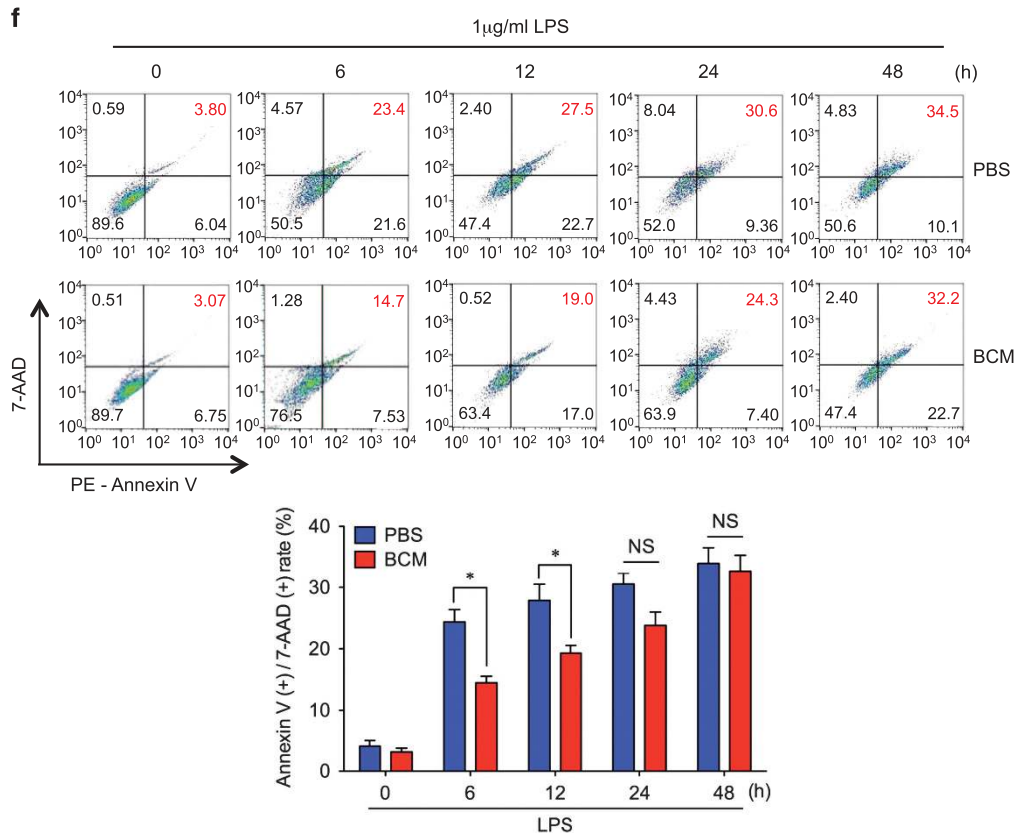 f
1μg/ml LPS
0 6 12 24 48 (h)
10⁴ 0.59 3.80 10⁴ 4.57 23.4 10⁴ 2.40 27.5 10⁴ 8.04 30.6 10⁴ 4.83 34.5
10³ 10³ 10³ 10³ 10³
10² 10² 10² 10² 10² PBS
10¹ 10¹ 10¹ 10¹ 10¹
89.6 6.04 50.5 21.6 47.4 22.7 52.0 9.36 50.6 10.1
10⁰ 10⁰ 10⁰ 10⁰ 10⁰
10⁰ 10¹ 10² 10³ 10⁴ 10⁰ 10¹ 10² 10³ 10⁴ 10⁰ 10¹ 10² 10³ 10⁴ 10⁰ 10¹ 10² 10³ 10⁴ 10⁰ 10¹ 10² 10³ 10⁴
10⁴ 0.51 3.07 10⁴ 1.28 14.7 10⁴ 0.52 19.0 10⁴ 4.43 24.3 10⁴ 2.40 32.2
10³ 10³ 10³ 10³ 10³
10² 10² 10² 10² 10² BCM
10¹ 10¹ 10¹ 10¹ 10¹
89.7 6.75 76.5 7.53 63.4 17.0 63.9 7.40 47.4 22.7
10⁰ 10⁰ 10⁰ 10⁰ 10⁰
10⁰ 10¹ 10² 10³ 10⁴ 10⁰ 10¹ 10² 10³ 10⁴ 10⁰ 10¹ 10² 10³ 10⁴ 10⁰ 10¹ 10² 10³ 10⁴ 10⁰ 10¹ 10² 10³ 10⁴
7-AAD
PE - Annexin V
Annexin V (+) / 7-AAD (+) rate (%)
40
30
20
10
0
PBS
BCM
* * NS NS
0 6 12 24 48 (h)
LPS